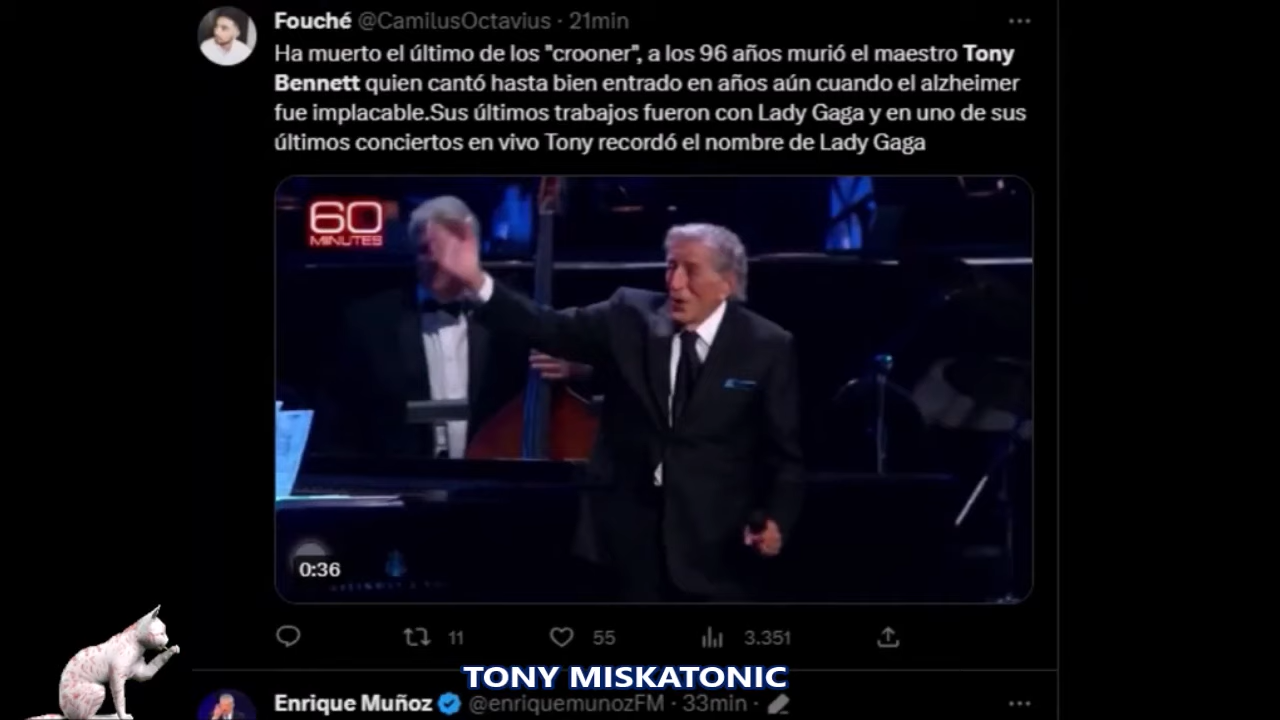 Fouché @CamilusOctavius · 21min
Ha muerto el último de los "crooner", a los 96 años murió el maestro Tony
Bennett quien cantó hasta bien entrado en años aún cuando el alzheimer
fue implacable.Sus últimos trabajos fueron con Lady Gaga y en uno de sus
últimos conciertos en vivo Tony recordó el nombre de Lady Gaga
60
MINUTES
0:36
11 55 3.351
TONY MISKATONIC
Enrique Muñoz @enriquemunozFM · 33min ·